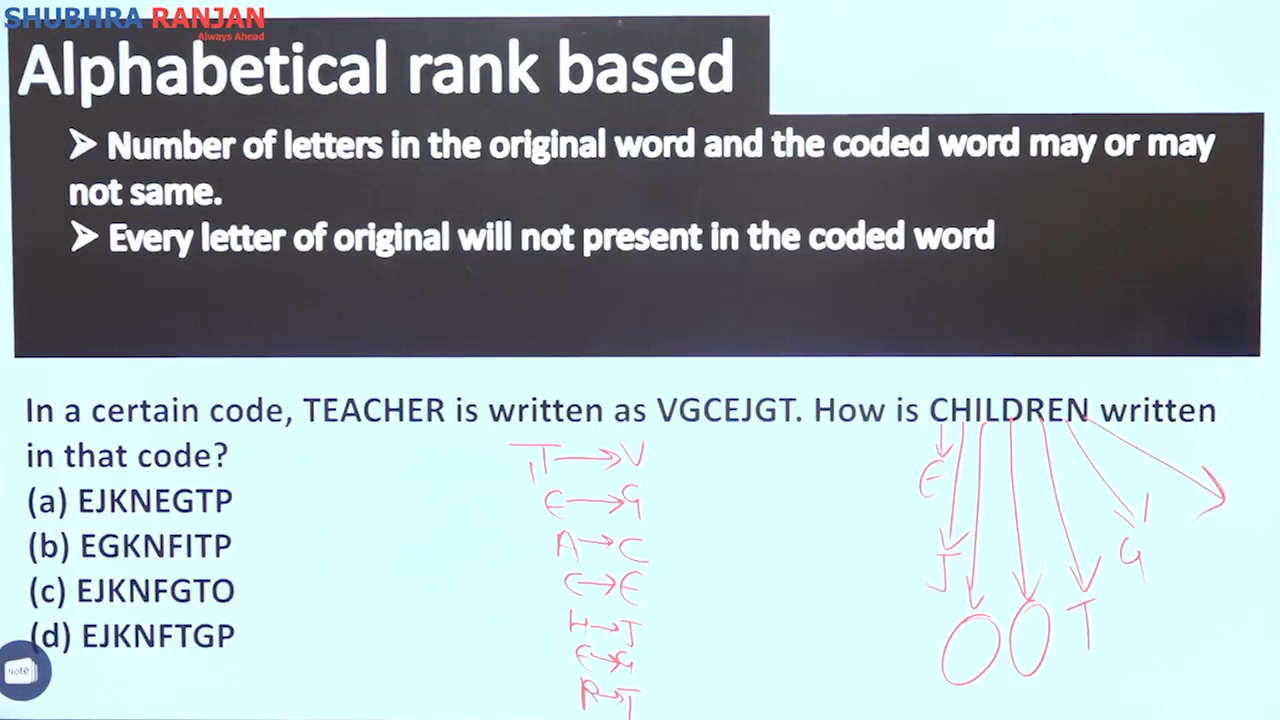 SHUBHRA RANJAN
Always Ahead
Alphabetical rank based
➢ Number of letters in the original word and the coded word may or may
not same.
➢ Every letter of original will not present in the coded word
In a certain code, TEACHER is written as VGCEJGT. How is CHILDREN written
in that code?
(a) EJKNEGTP
(b) EGKNFITP
(c) EJKNFGTO
(d) EJKNFTGP
T → V
E → G
A → C
C → E
H → J
E → G
R → T
E
J
T
G
Note